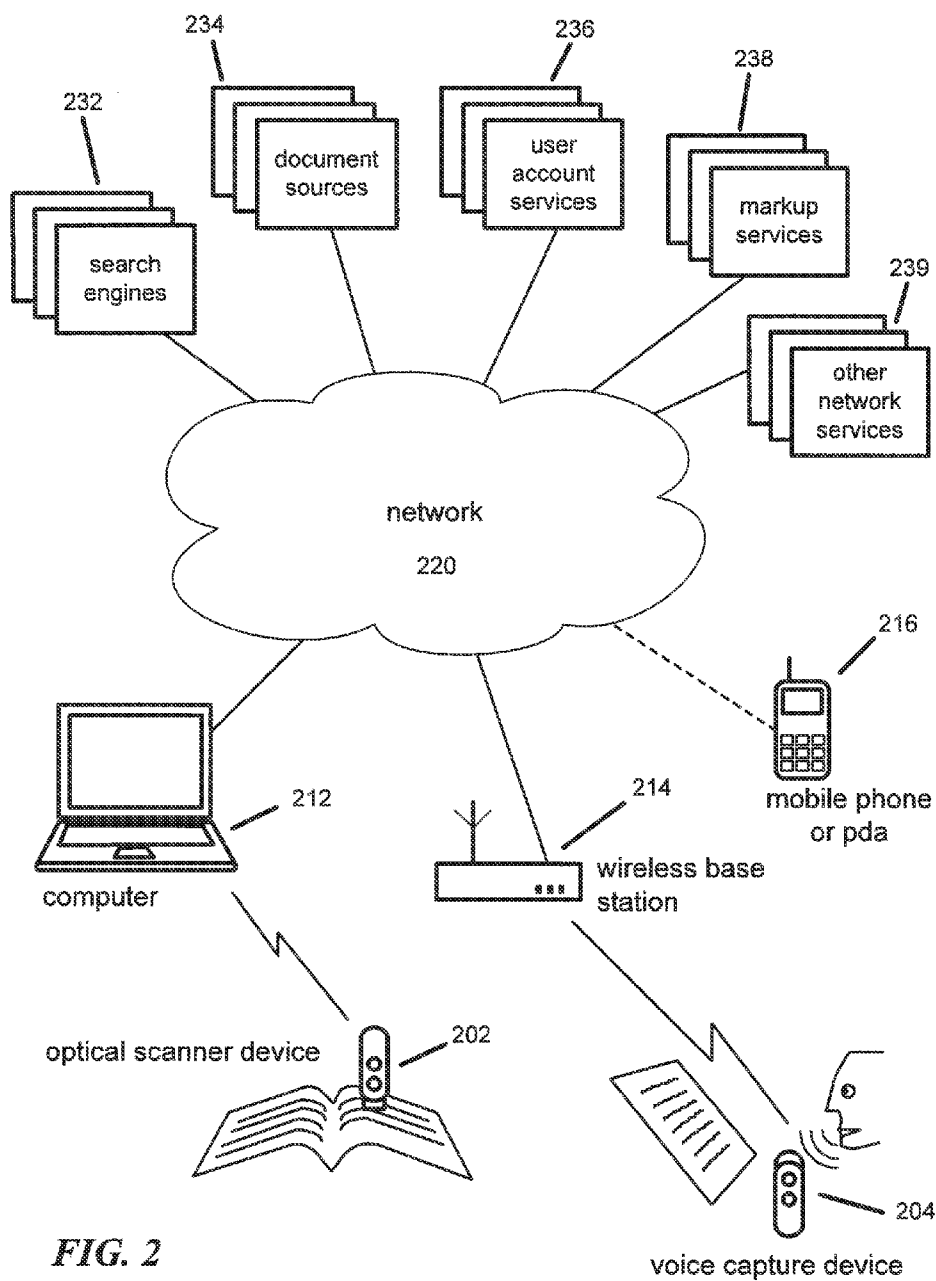 234
236
238
232
document
sources
user
account
services
markup
services
search
engines
239
other
network
services
network
220
216
mobile phone
or pda
212
214
computer
wireless base
station
optical scanner device
202
204
voice capture device
FIG. 2